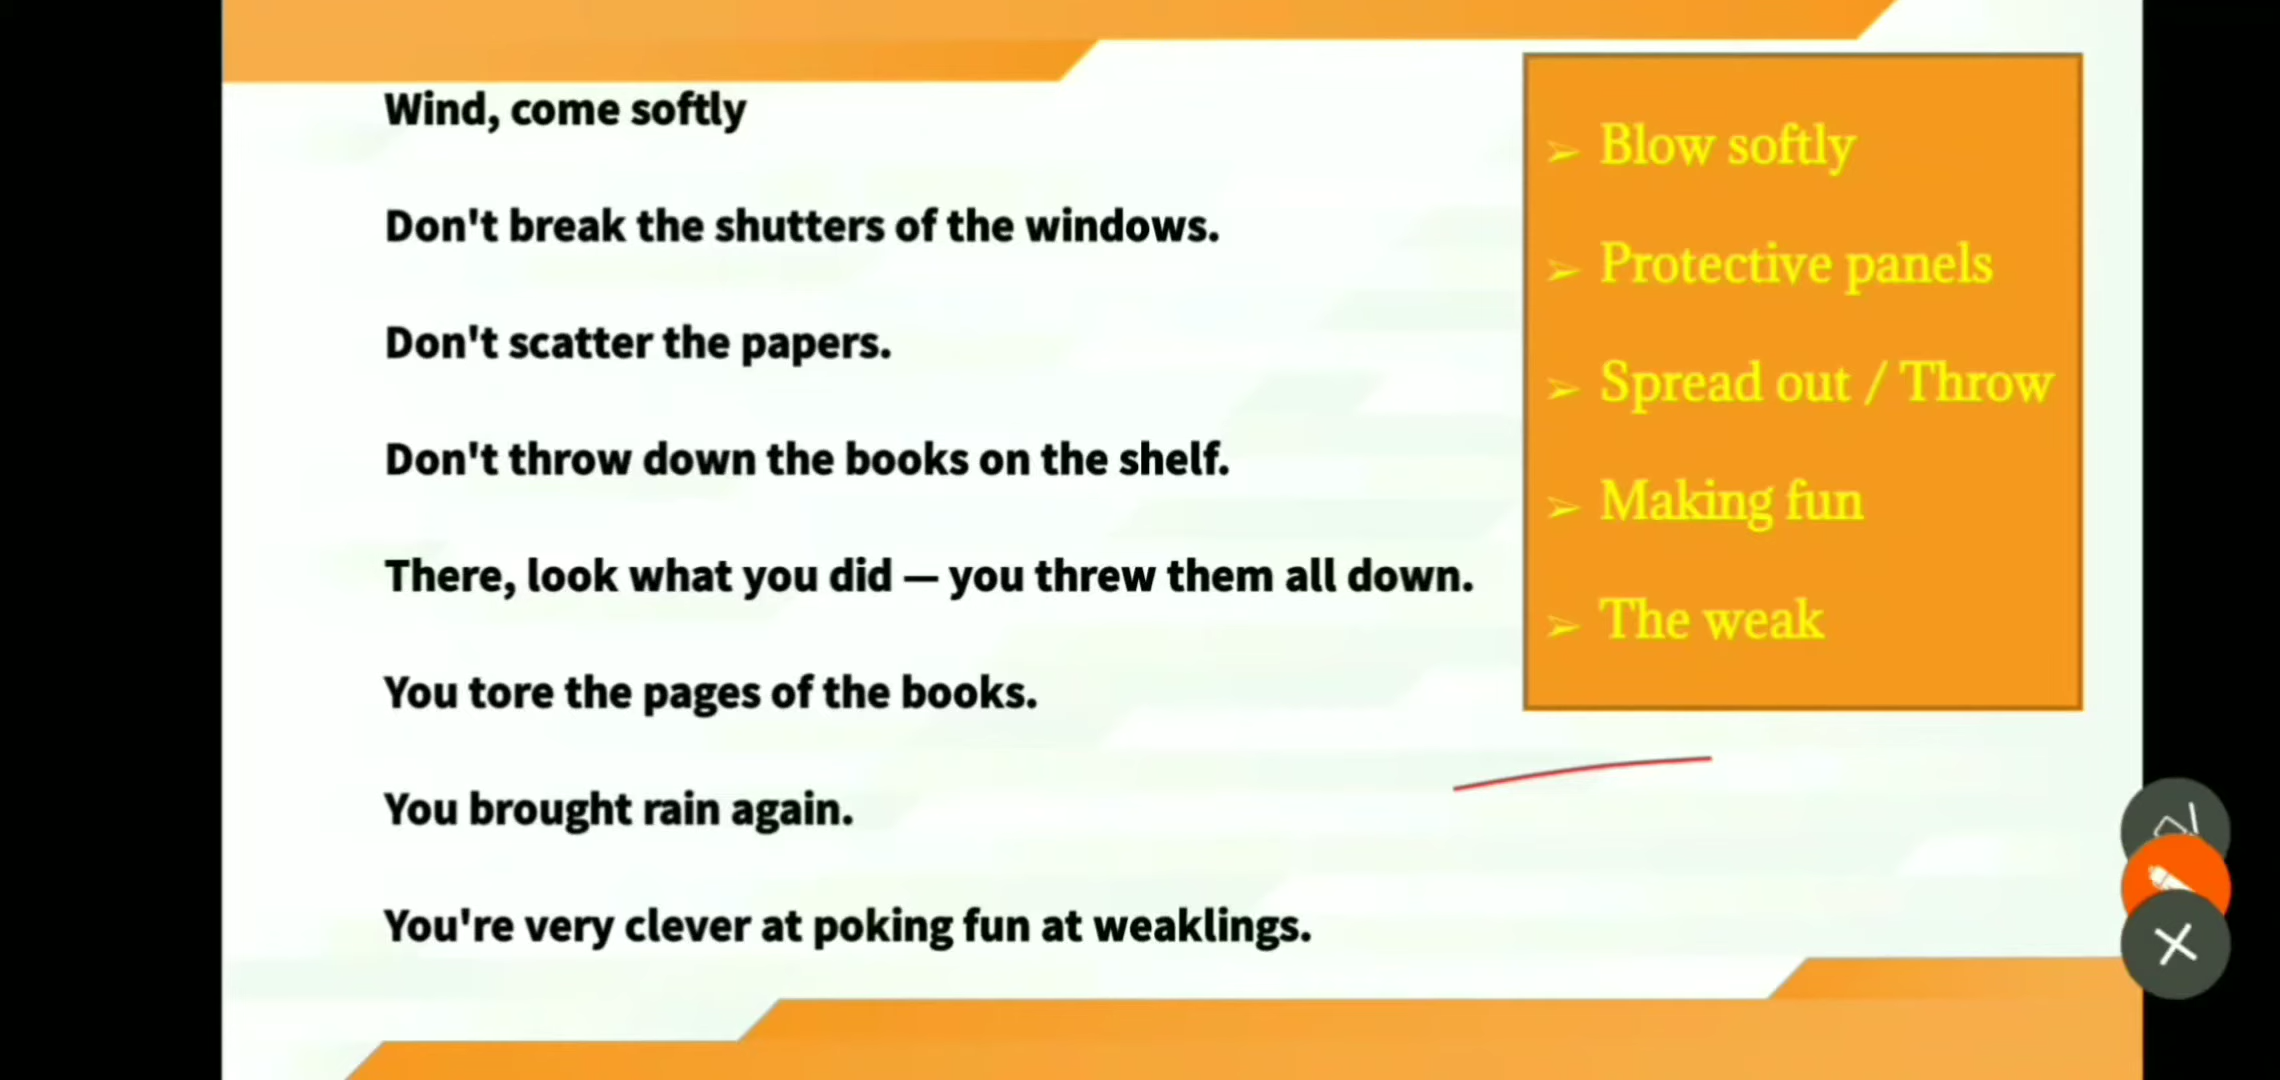 Wind, come softly
Don't break the shutters of the windows.
Don't scatter the papers.
Don't throw down the books on the shelf.
There, look what you did — you threw them all down.
You tore the pages of the books.
You brought rain again.
You're very clever at poking fun at weaklings.
➢ Blow softly
➢ Protective panels
➢ Spread out / Throw
➢ Making fun
➢ The weak